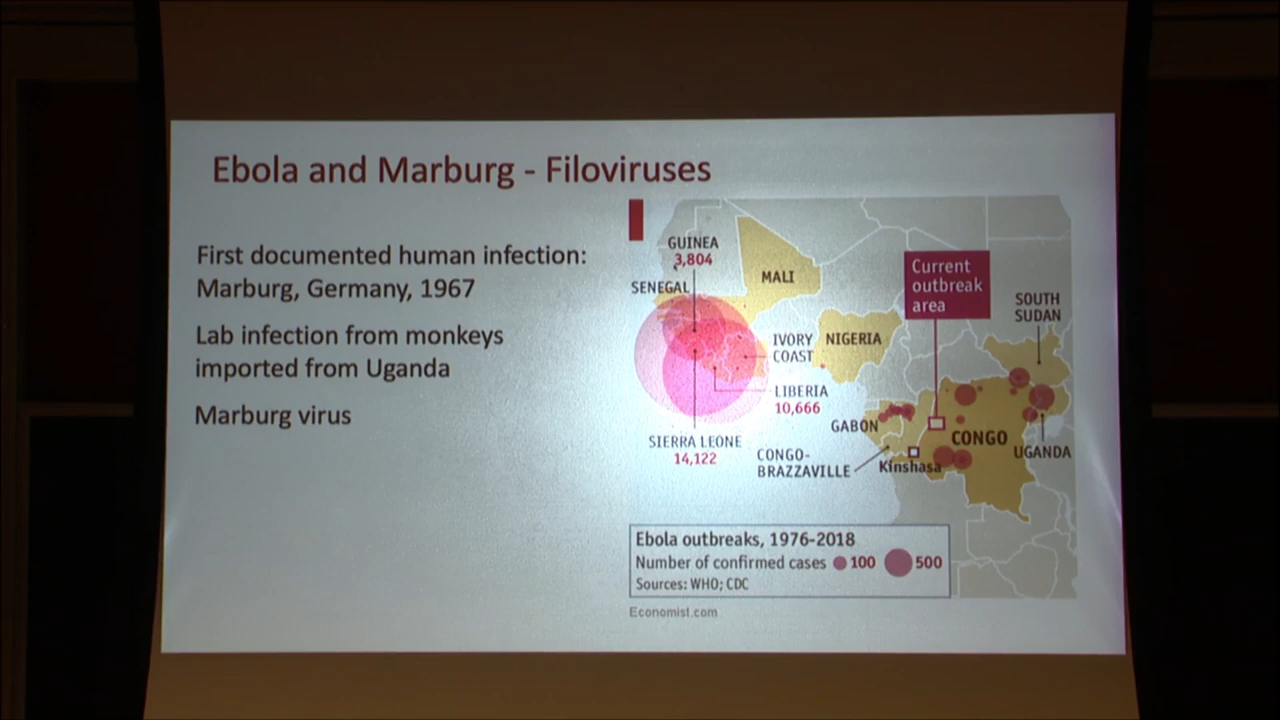 Ebola and Marburg - Filoviruses
First documented human infection:
Marburg, Germany, 1967
Lab infection from monkeys
imported from Uganda
Marburg virus
GUINEA
3,804
SENEGAL
MALI
Current
outbreak
area
SOUTH
SUDAN
IVORY
COAST
NIGERIA
LIBERIA
10,666
GABON
CONGO
SIERRA LEONE
14,122
CONGO-
BRAZZAVILLE
Kinshasa
UGANDA
Ebola outbreaks, 1976-2018
Number of confirmed cases 100 500
Sources: WHO; CDC
Economist.com